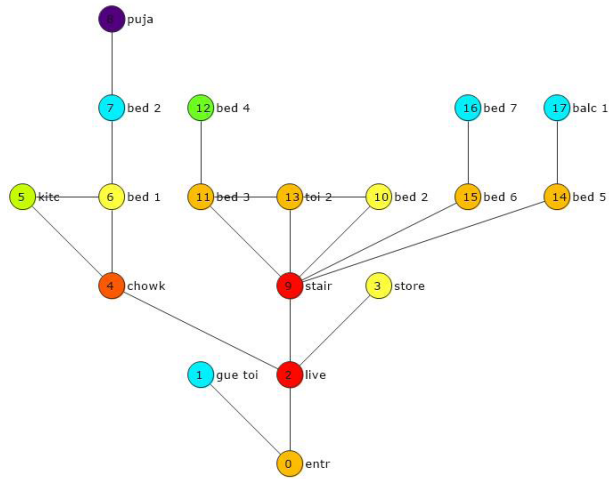 8 puja
7 bed 2
12 bed 4
16 bed 7
17 balc 1
5 kitc
6 bed 1
11 bed 3
13 toi 2
10 bed 2
15 bed 6
14 bed 5
4 chowk
9 stair
3 store
1 gue toi
2 live
0 entr